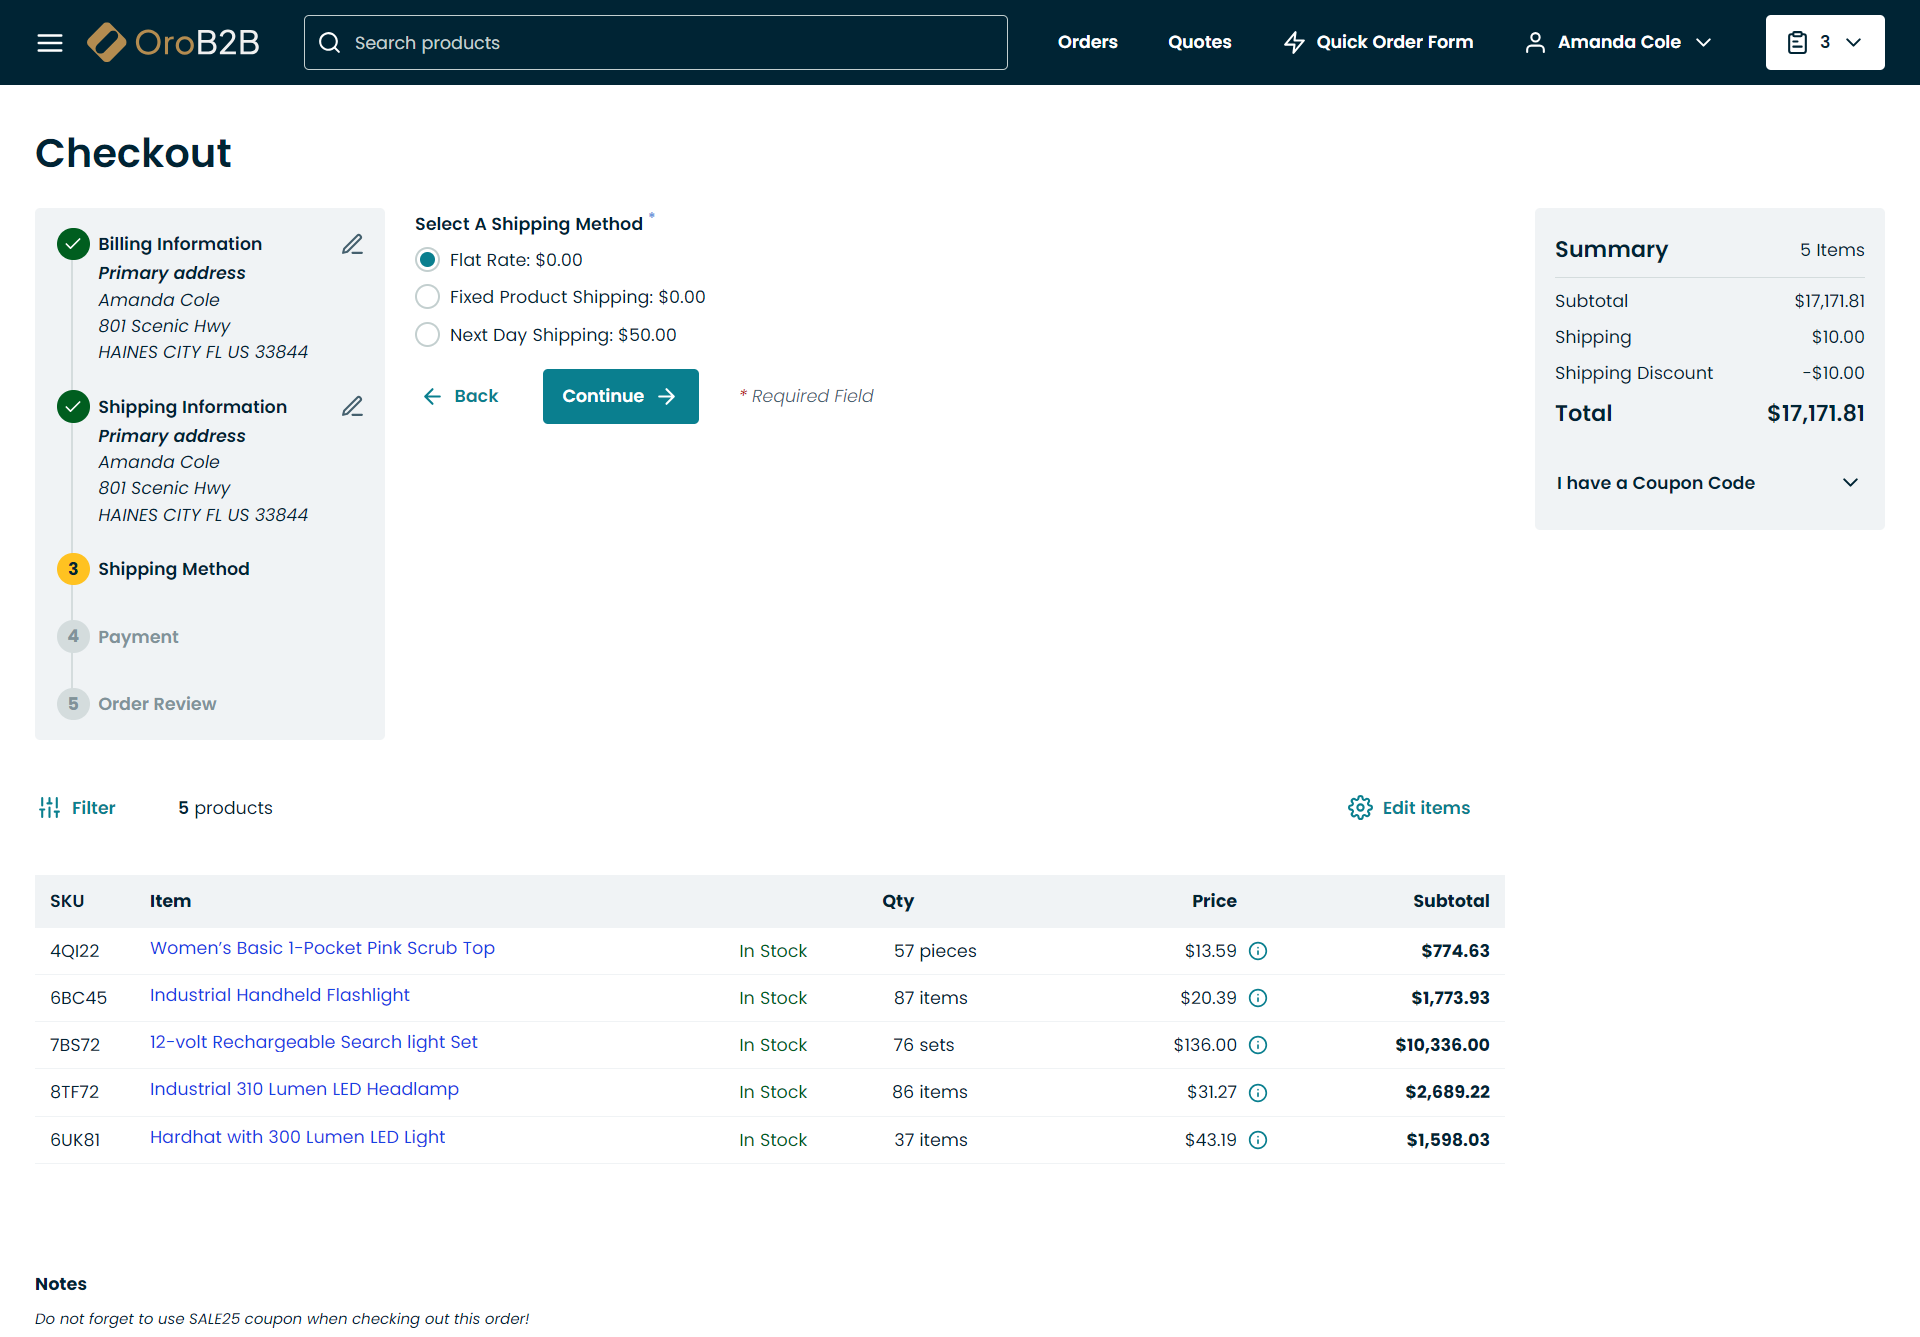 OroB2B
Search products
Orders
Quotes
Quick Order Form
Amanda Cole
3
Checkout
Billing Information
Primary address
Amanda Cole
801 Scenic Hwy
HAINES CITY FL US 33844
Shipping Information
Primary address
Amanda Cole
801 Scenic Hwy
HAINES CITY FL US 33844
3 Shipping Method
4 Payment
5 Order Review
Select A Shipping Method *
Flat Rate: $0.00
Fixed Product Shipping: $0.00
Next Day Shipping: $50.00
Back
Continue
* Required Field
Summary 5 Items
Subtotal $17,171.81
Shipping $10.00
Shipping Discount -$10.00
Total $17,171.81
I have a Coupon Code
Filter
5 products
Edit items
SKU Item Qty Price Subtotal
4QI22 Women’s Basic 1-Pocket Pink Scrub Top In Stock 57 pieces $13.59 $774.63
6BC45 Industrial Handheld Flashlight In Stock 87 items $20.39 $1,773.93
7BS72 12-volt Rechargeable Search light Set In Stock 76 sets $136.00 $10,336.00
8TF72 Industrial 310 Lumen LED Headlamp In Stock 86 items $31.27 $2,689.22
6UK81 Hardhat with 300 Lumen LED Light In Stock 37 items $43.19 $1,598.03
Notes
Do not forget to use SALE25 coupon when checking out this order!